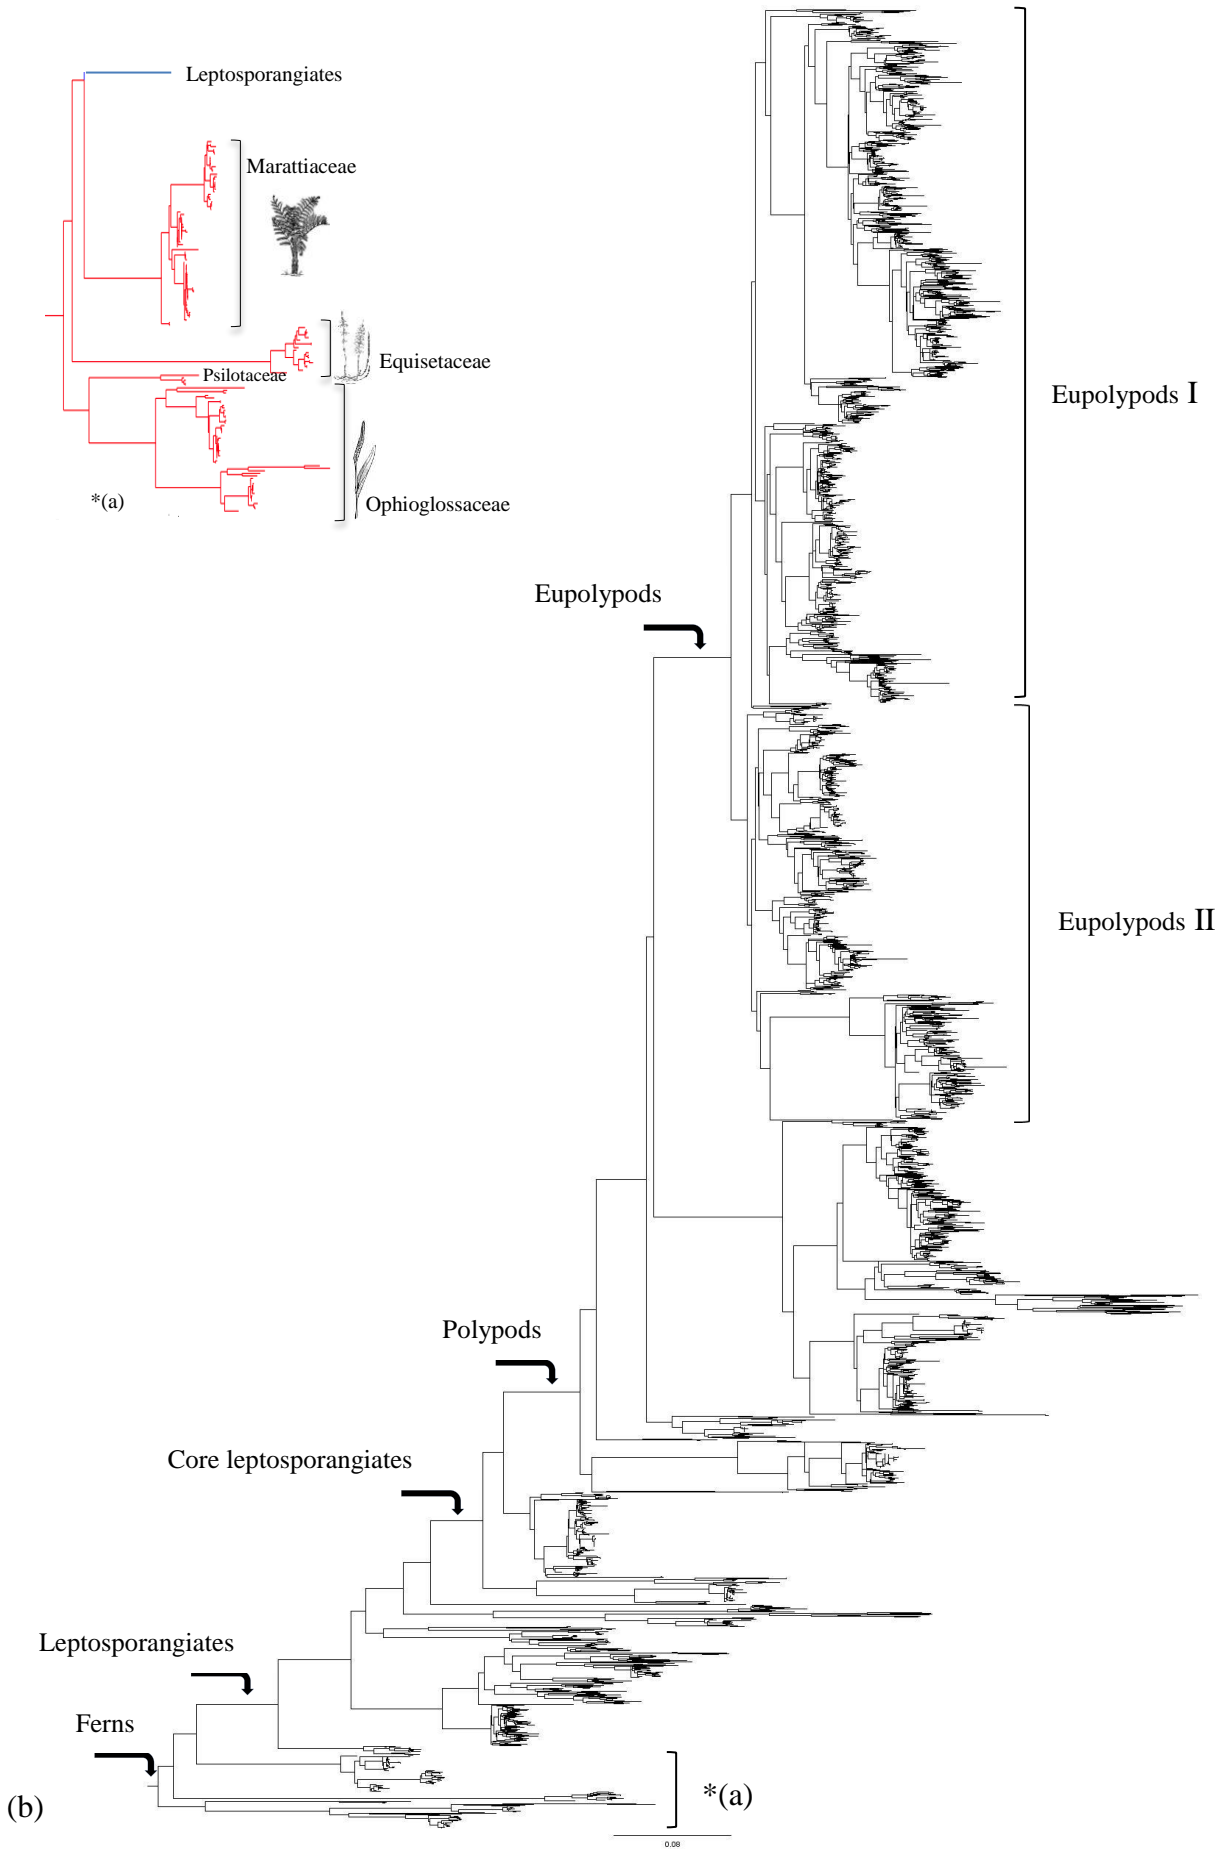 Leptosporangiates
Marattiaceae
Equisetaceae
Psilotaceae
*(a)
Ophioglossaceae
Eupolypods I
Eupolypods
Eupolypods II
Polypods
Core leptosporangiates
Leptosporangiates
Ferns
*(a)
(b)
0.08